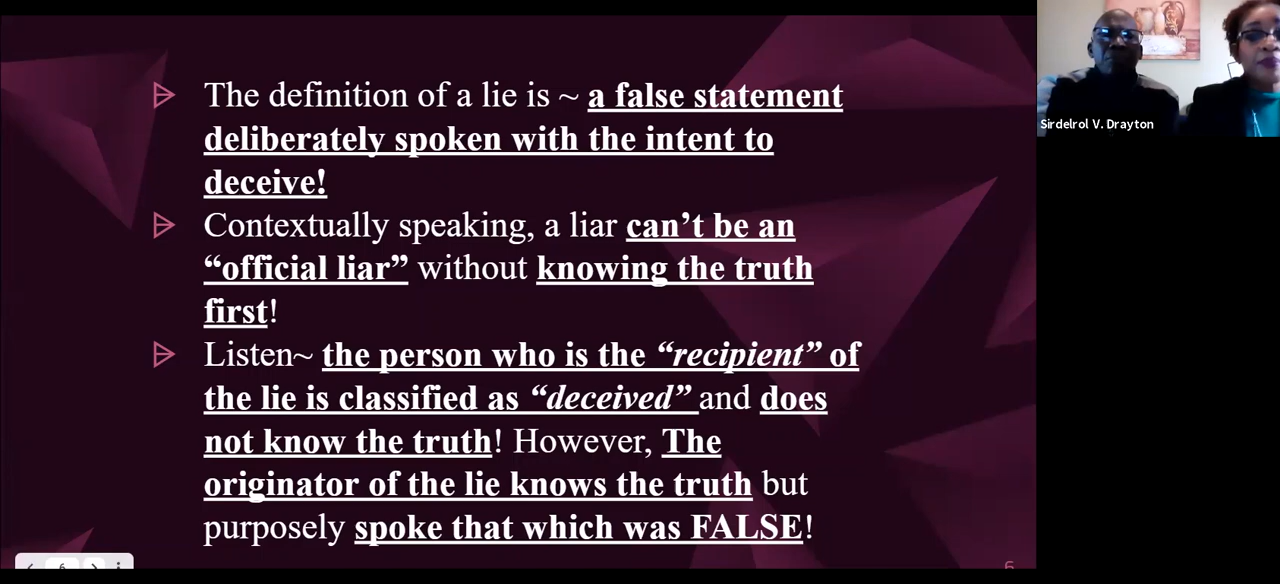 The definition of a lie is ~ a false statement
deliberately spoken with the intent to
deceive!
Contextually speaking, a liar can’t be an
“official liar” without knowing the truth
first!
Listen~ the person who is the “recipient” of
the lie is classified as “deceived” and does
not know the truth! However, The
originator of the lie knows the truth but
purposely spoke that which was FALSE!
6
6
Sirdelrol V. Drayton